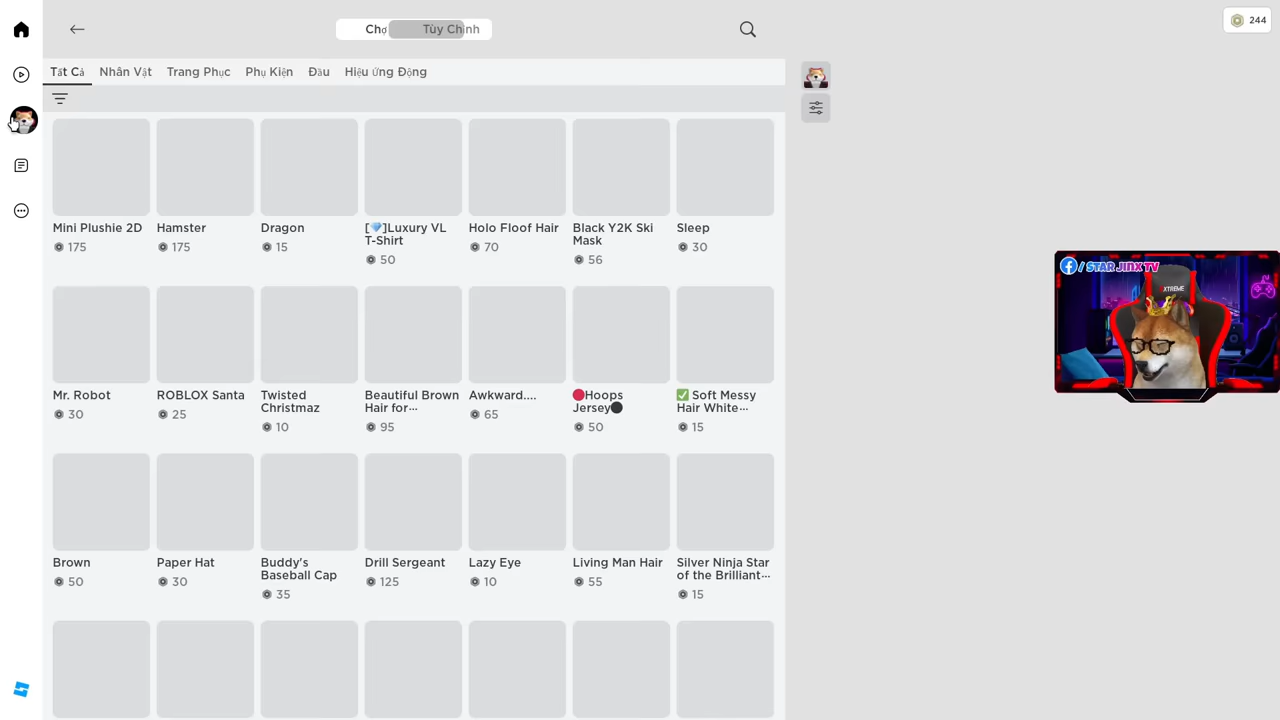 Chợ Tùy Chỉnh
244
Tất Cả Nhân Vật Trang Phục Phụ Kiện Đầu Hiệu Ứng Động
Mini Plushie 2D
175
Hamster
175
Dragon
15
[💎]Luxury VL
T-Shirt
50
Holo Floof Hair
70
Black Y2K Ski
Mask
56
Sleep
30
f/ STAR JINX TV
XTREME
Mr. Robot
30
ROBLOX Santa
25
Twisted
Christmaz
10
Beautiful Brown
Hair for...
95
Awkward....
65
🔴Hoops
Jersey⚫
50
✅ Soft Messy
Hair White...
15
Brown
50
Paper Hat
30
Buddy's
Baseball Cap
35
Drill Sergeant
125
Lazy Eye
10
Living Man Hair
55
Silver Ninja Star
of the Brilliant...
15